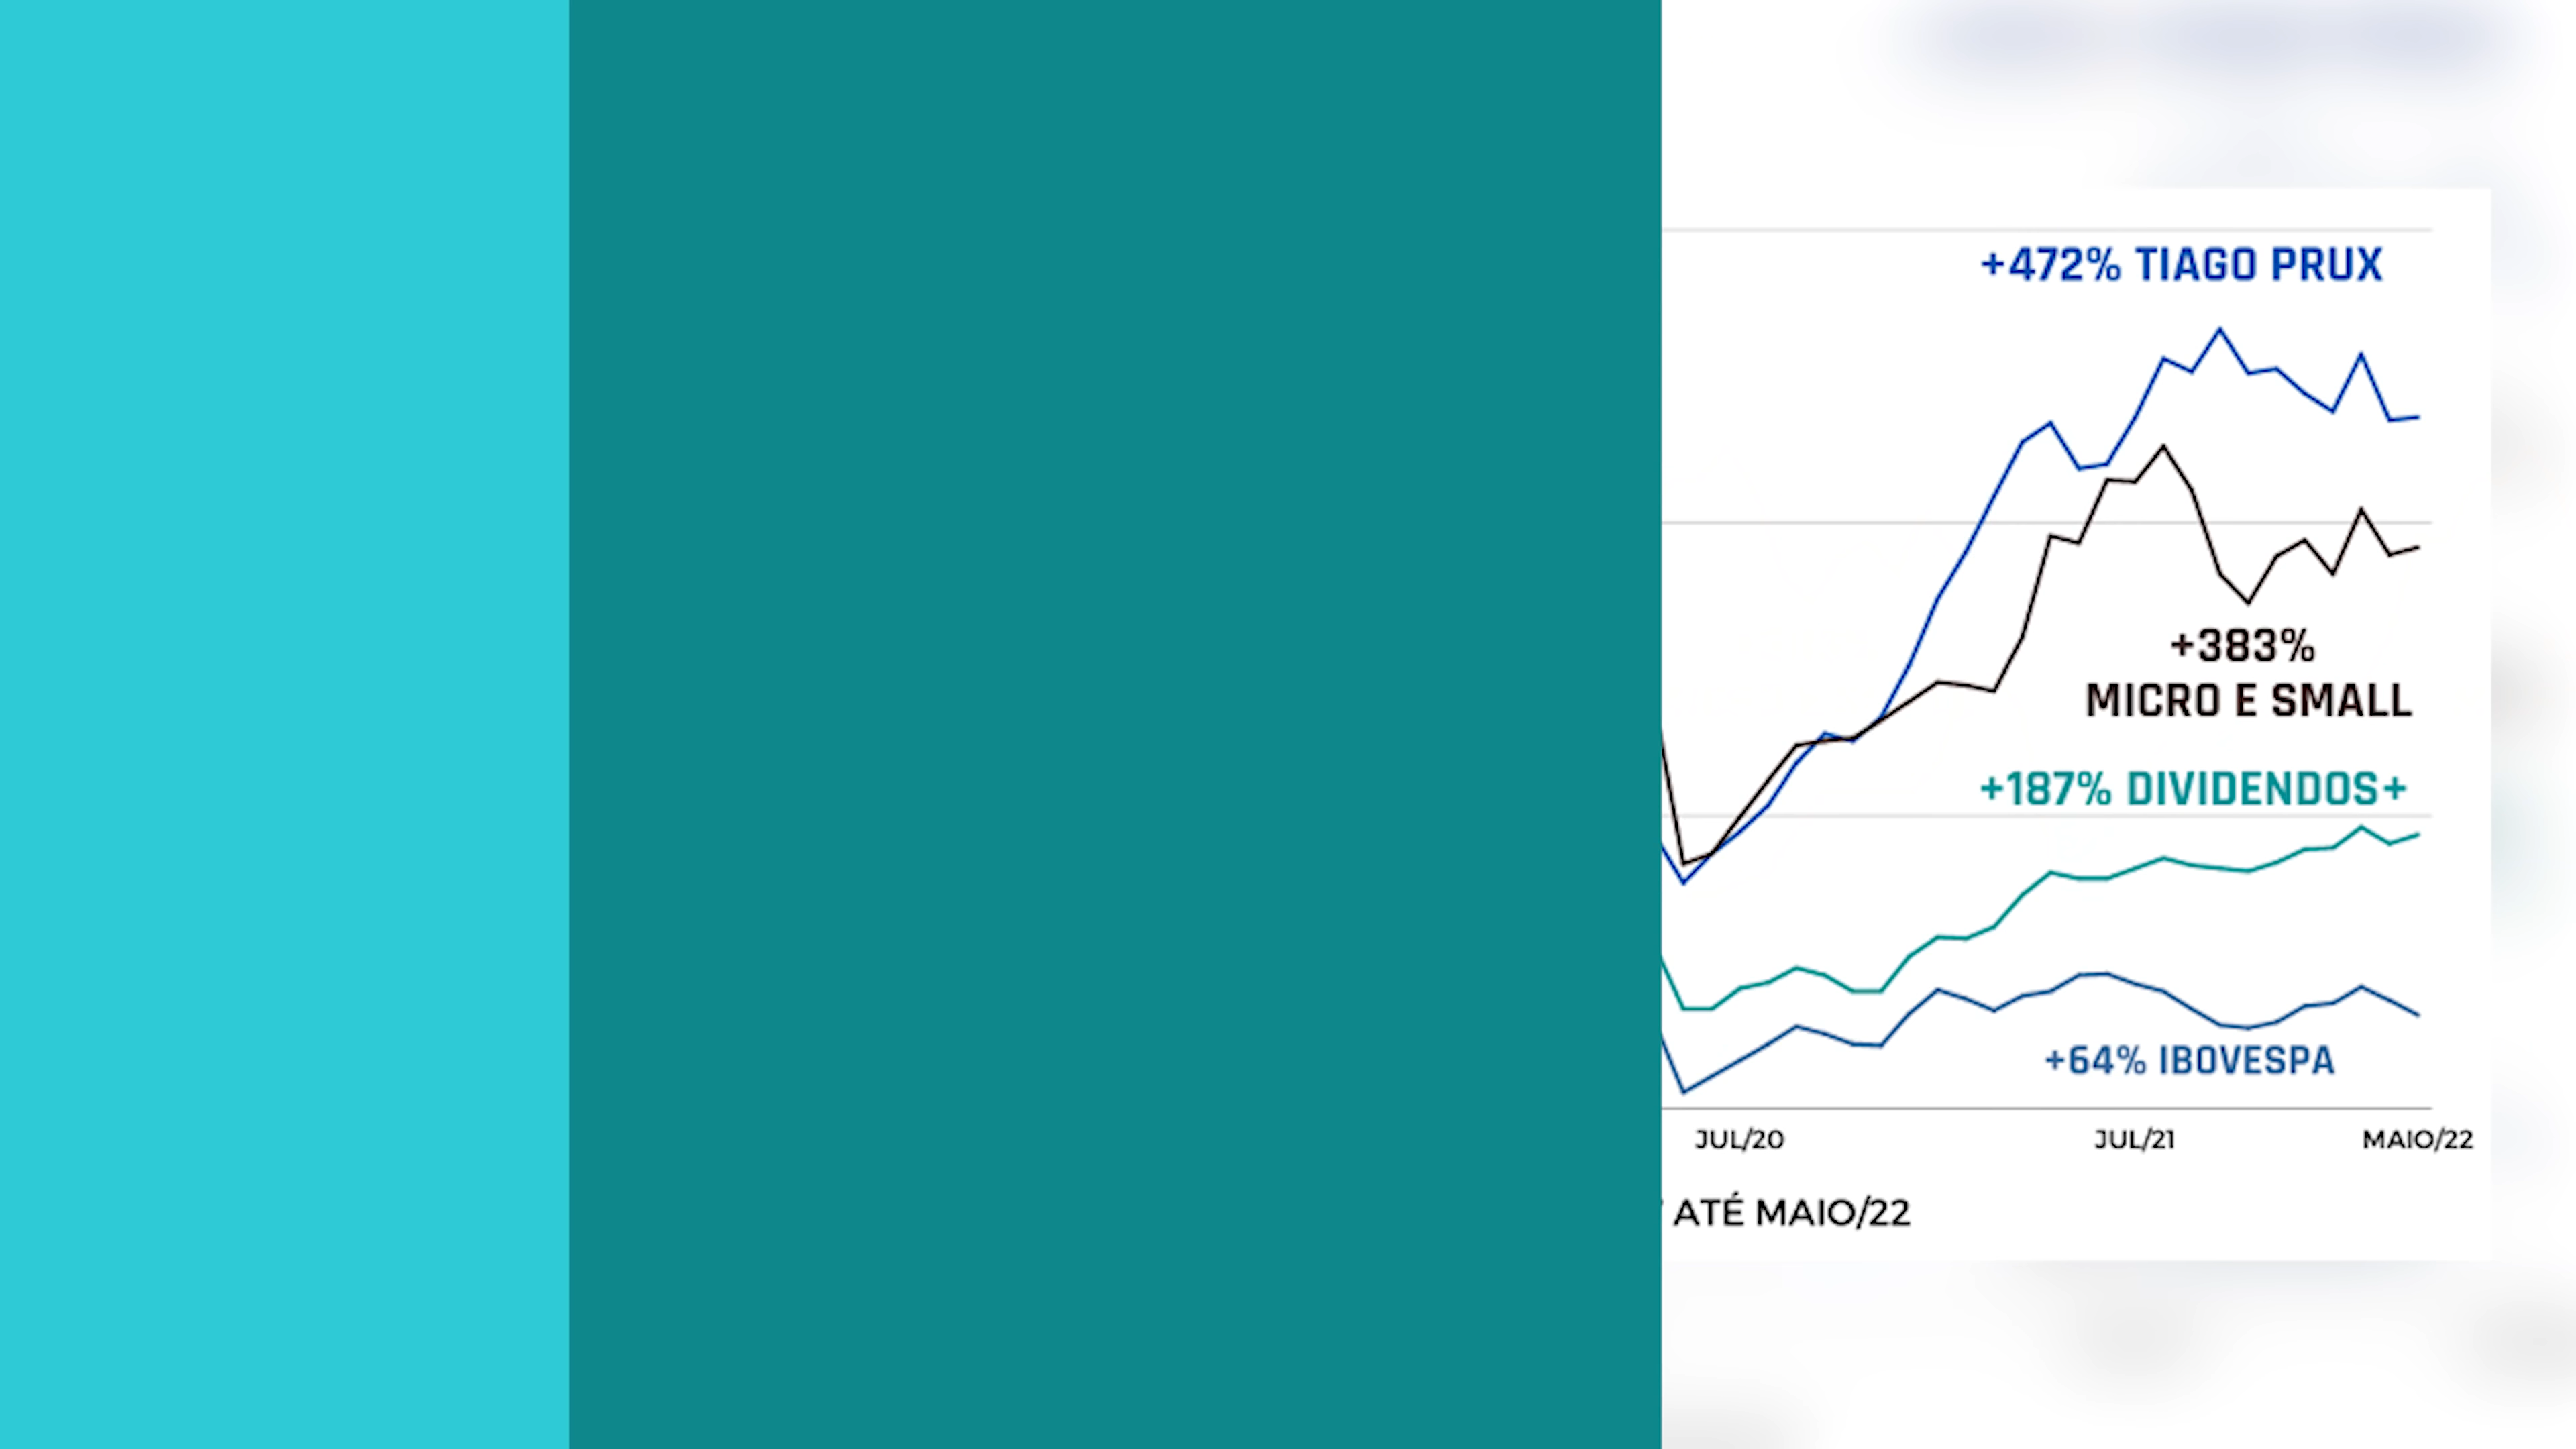 +472% TIAGO PRUX
+383%
MICRO E SMALL
+187% DIVIDENDOS+
+64% IBOVESPA
JUL/20 JUL/21 MAIO/22
ATÉ MAIO/22